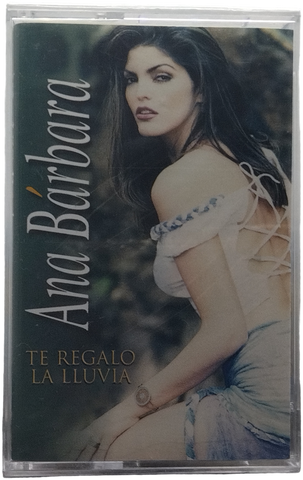 Ana Bárbara
TE REGALO
LA LLUVIA